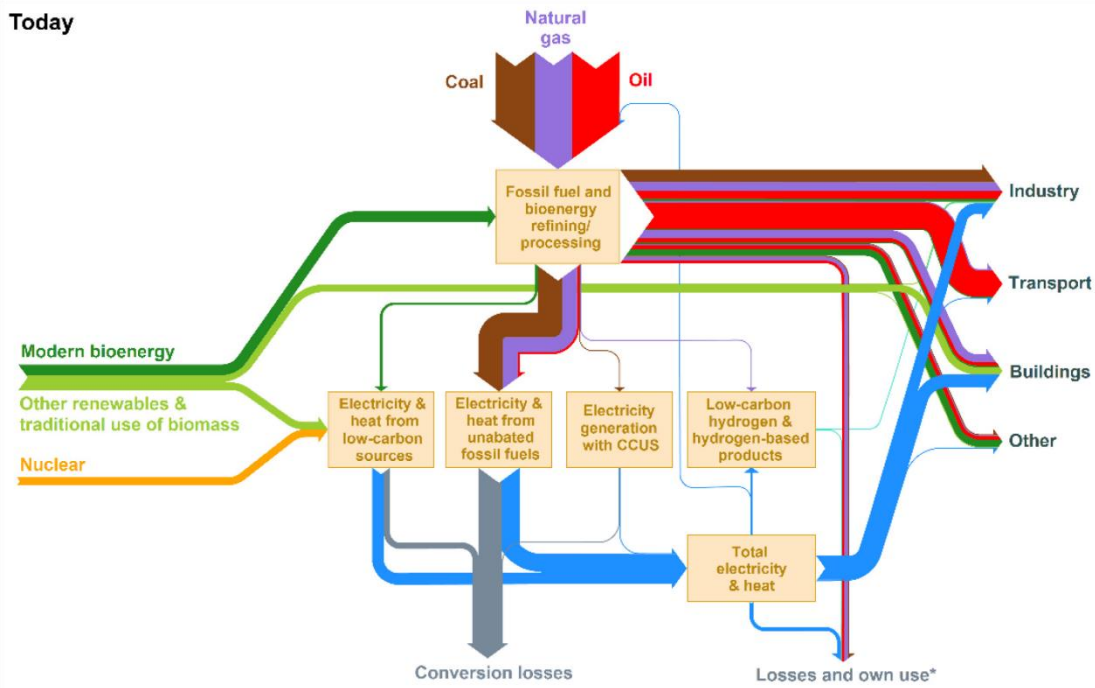 Today
Natural
gas
Coal
Oil
Fossil fuel and
bioenergy
refining/
processing
Industry
Transport
Modern bioenergy
Buildings
Other renewables &
traditional use of biomass
Electricity &
heat from
low-carbon
sources
Electricity &
heat from
unabated
fossil fuels
Electricity
generation
with CCUS
Low-carbon
hydrogen &
hydrogen-based
products
Other
Nuclear
Total
electricity
& heat
Conversion losses
Losses and own use*